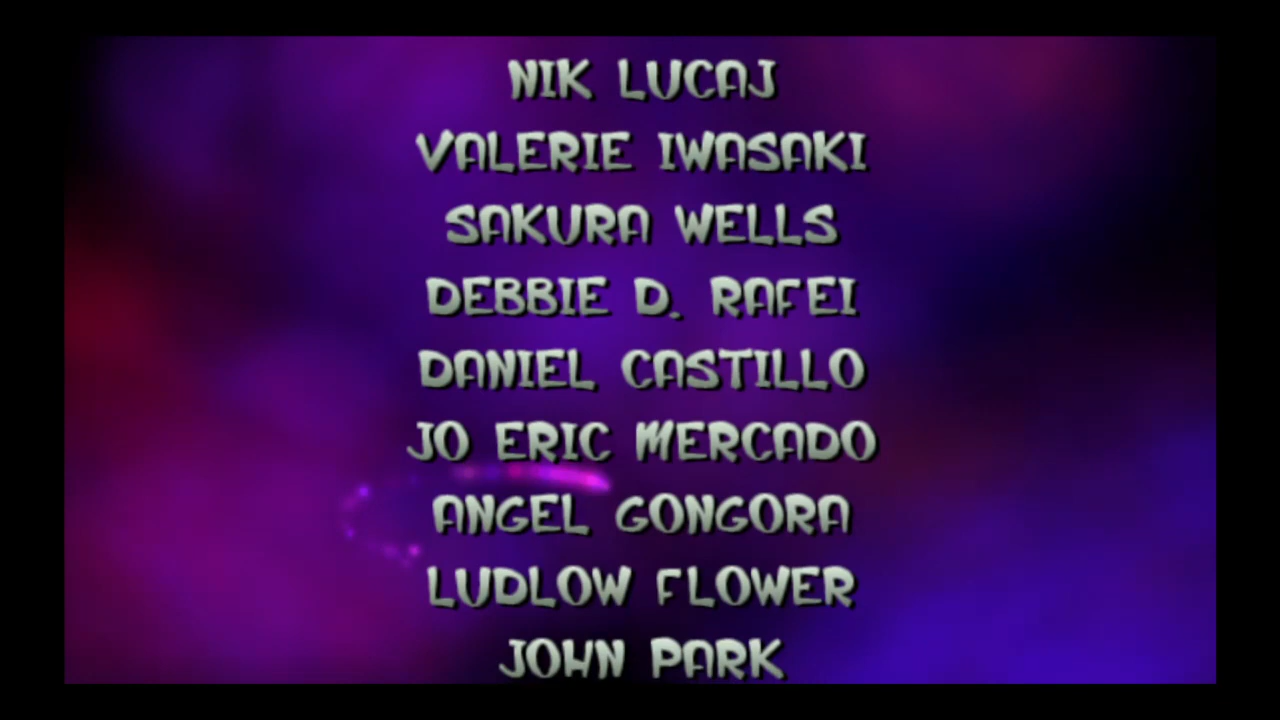 NIK LUCAJ
VALERIE IWASAKI
SAKURA WELLS
DEBBIE D. RAFEI
DANIEL CASTILLO
JO ERIC MERCADO
ANGEL GONGORA
LUDLOW FLOWER
JOHN PARK